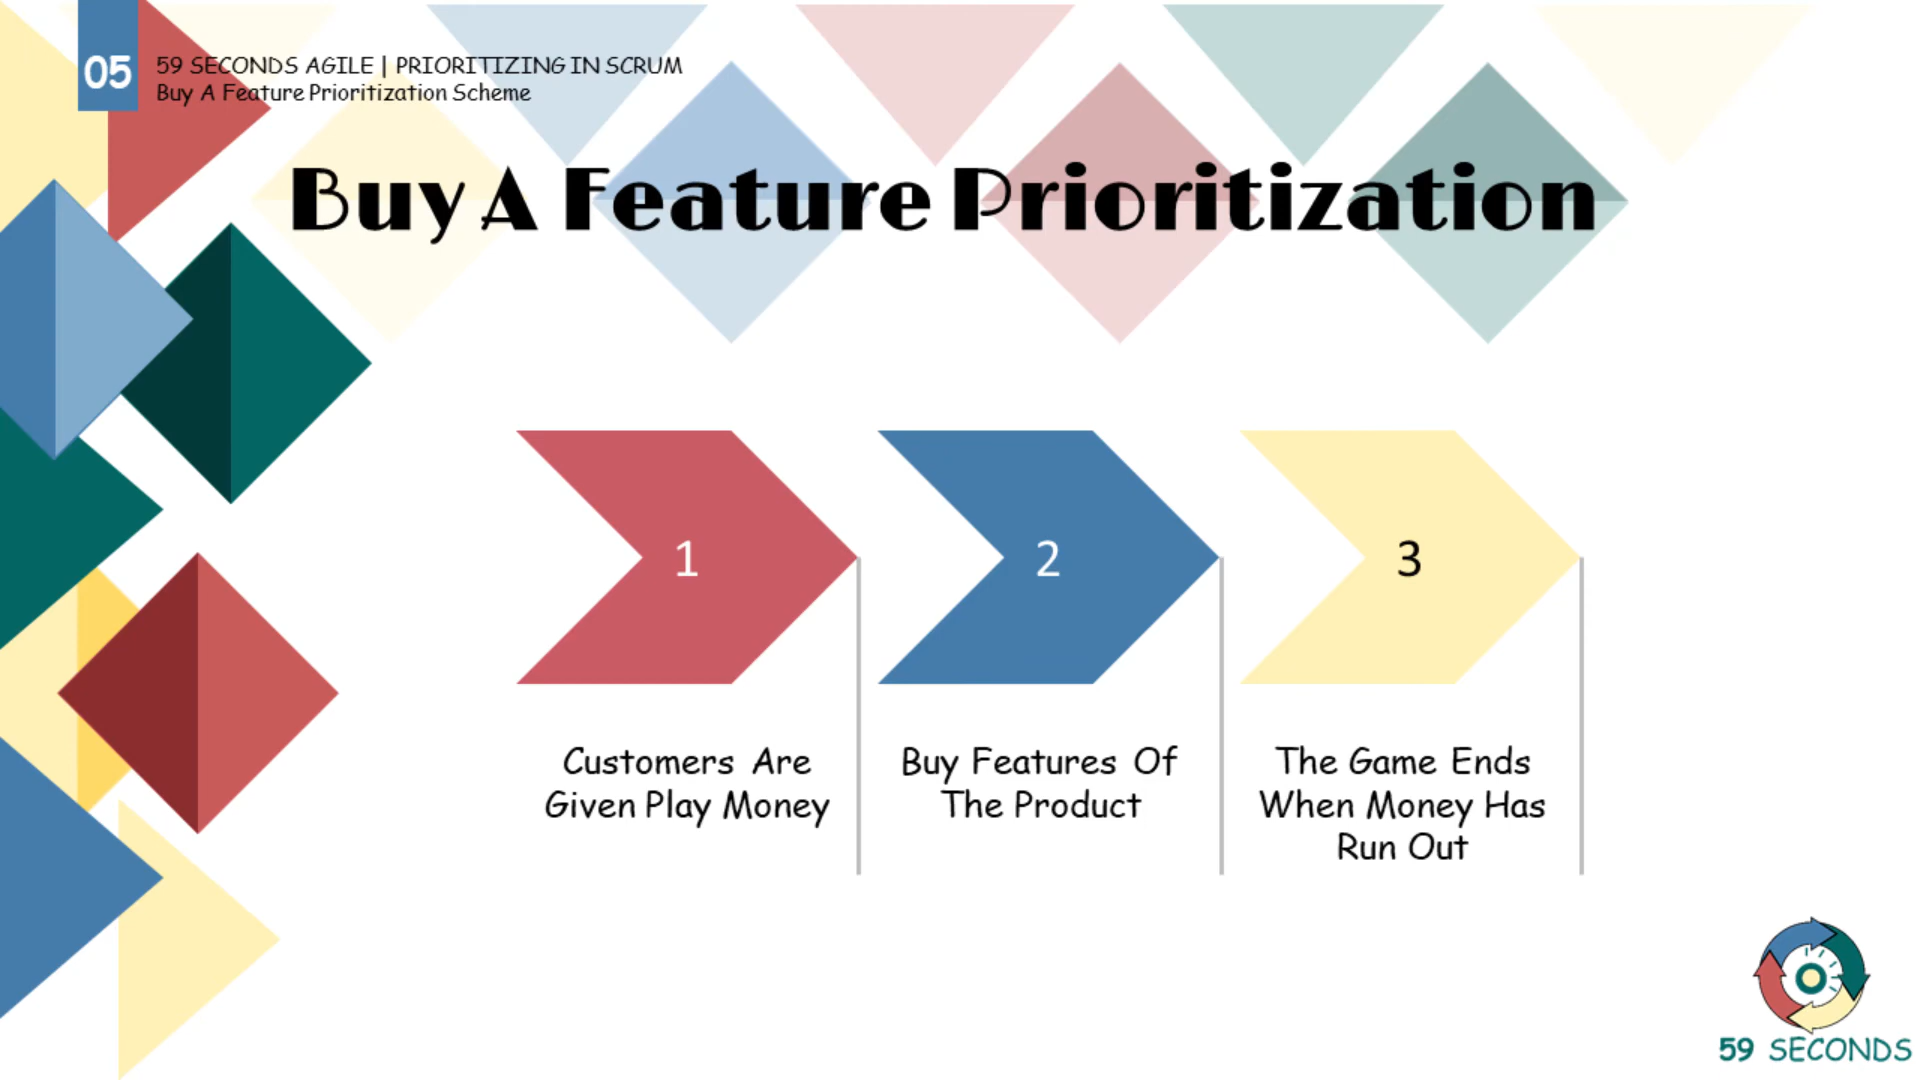 05
59 SECONDS AGILE | PRIORITIZING IN SCRUM
Buy A Feature Prioritization Scheme
Buy A Feature Prioritization
1
2
3
Customers Are
Given Play Money
Buy Features Of
The Product
The Game Ends
When Money Has
Run Out
59 SECONDS